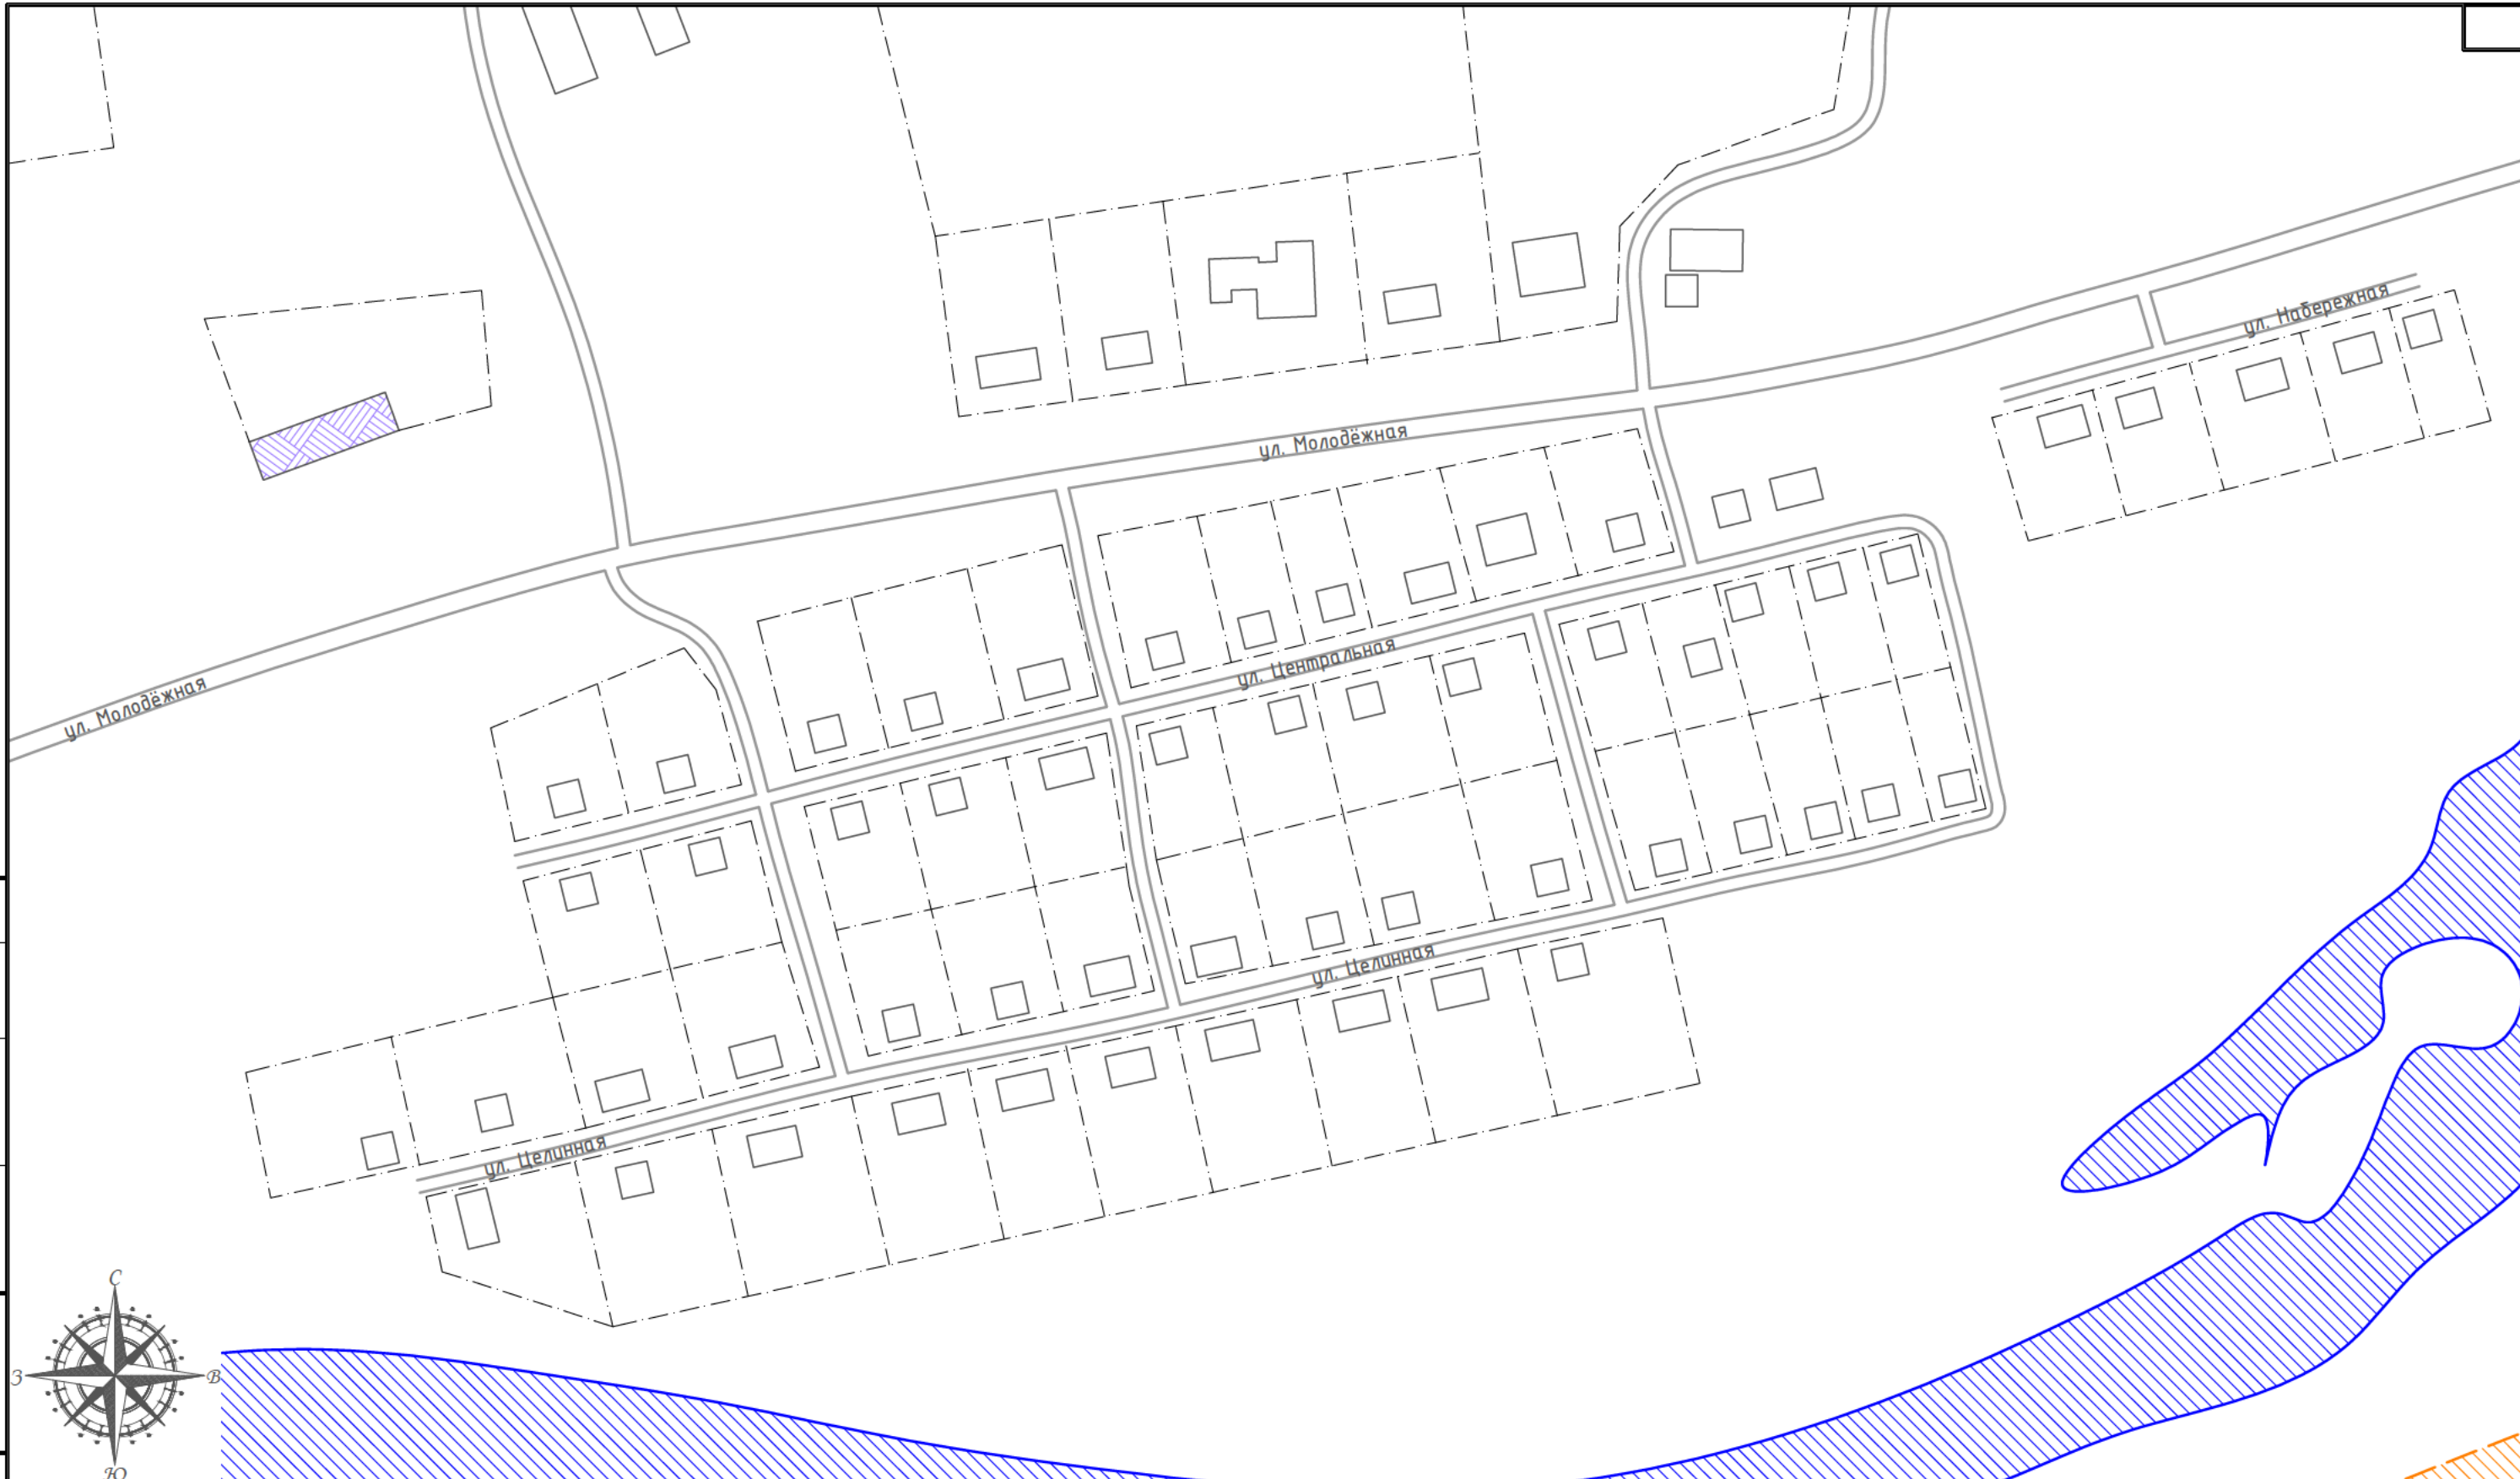 ул. Набережная
ул. Молодёжная
ул. Центральная
ул. Молодёжная
ул. Целинная
ул. Целинная
С
З
В
Ю